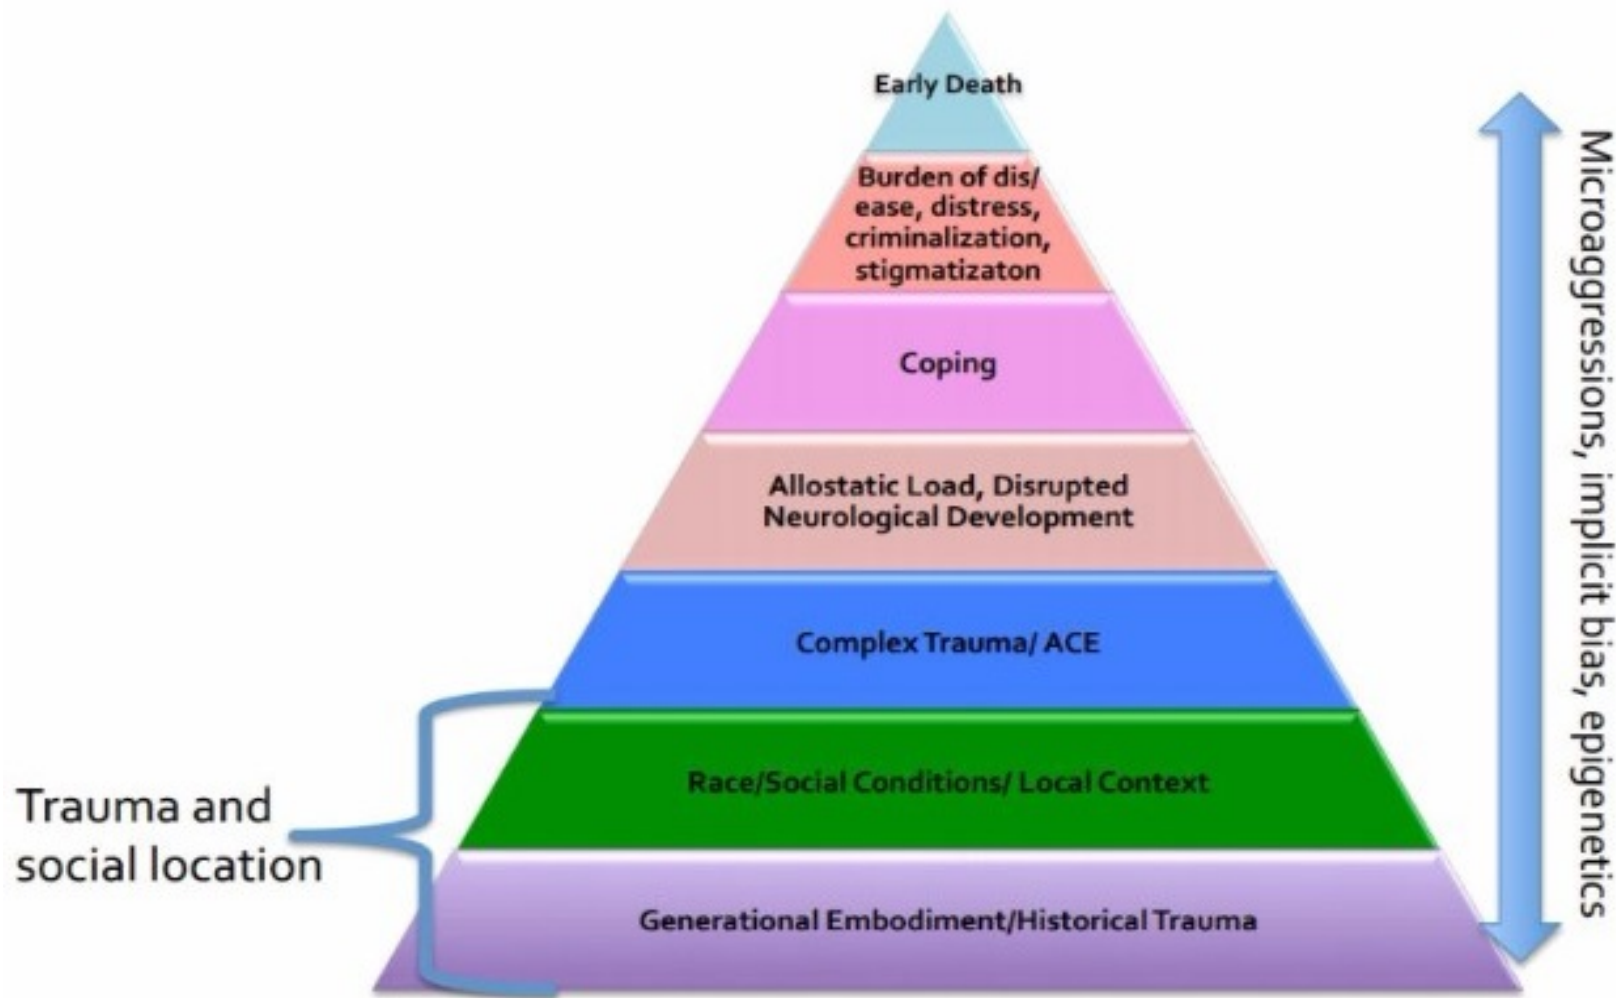 Early Death
Burden of dis/
ease, distress,
criminalization,
stigmatizaton
Coping
Allostatic Load, Disrupted
Neurological Development
Complex Trauma/ ACE
Race/Social Conditions/ Local Context
Generational Embodiment/Historical Trauma
Trauma and
social location
Microaggressions, implicit bias, epigenetics